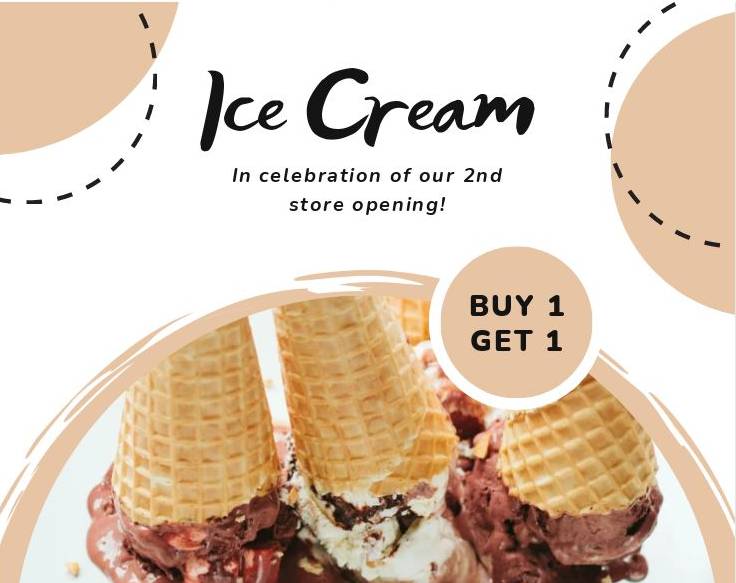 Ice Cream
In celebration of our 2nd
store opening!
BUY 1
GET 1